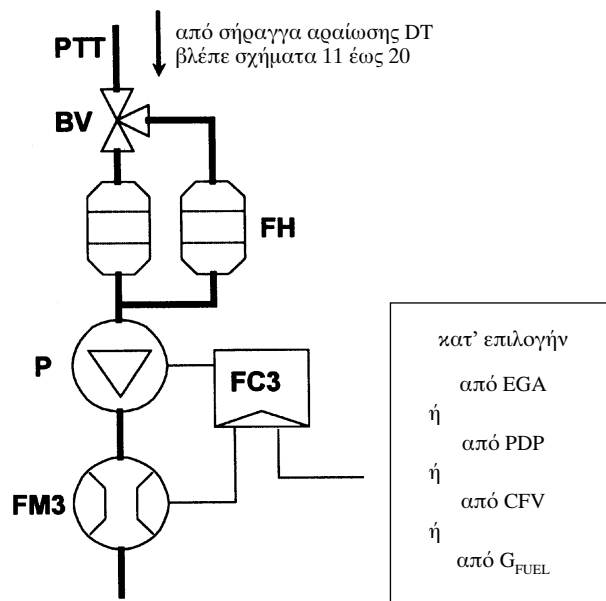 από σήραγγα αραίωσης DT
βλέπε σχήματα 11 έως 20
PTT
BV
FH
P
FC3
FM3
κατ' επιλογήν
από EGA
ή
από PDP
ή
από CFV
ή
από G_FUEL